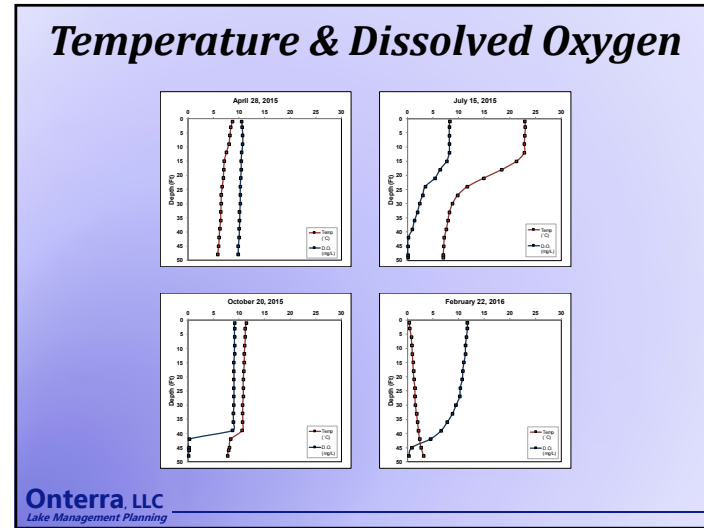 Temperature & Dissolved Oxygen
April 28, 2015
0 5 10 15 20 25 30
0
5
10
15
20
25
30
35
40
45
50
Depth (Ft)
Temp
(˚C)
D.O.
(mg/L)
July 15, 2015
0 5 10 15 20 25 30
0
5
10
15
20
25
30
35
40
45
50
Depth (Ft)
Temp
(˚C)
D.O.
(mg/L)
October 20, 2015
0 5 10 15 20 25 30
0
5
10
15
20
25
30
35
40
45
50
Depth (Ft)
Temp
(˚C)
D.O.
(mg/L)
February 22, 2016
0 5 10 15 20 25 30
0
5
10
15
20
25
30
35
40
45
50
Depth (Ft)
Temp
(˚C)
D.O.
(mg/L)
Onterra, LLC
Lake Management Planning